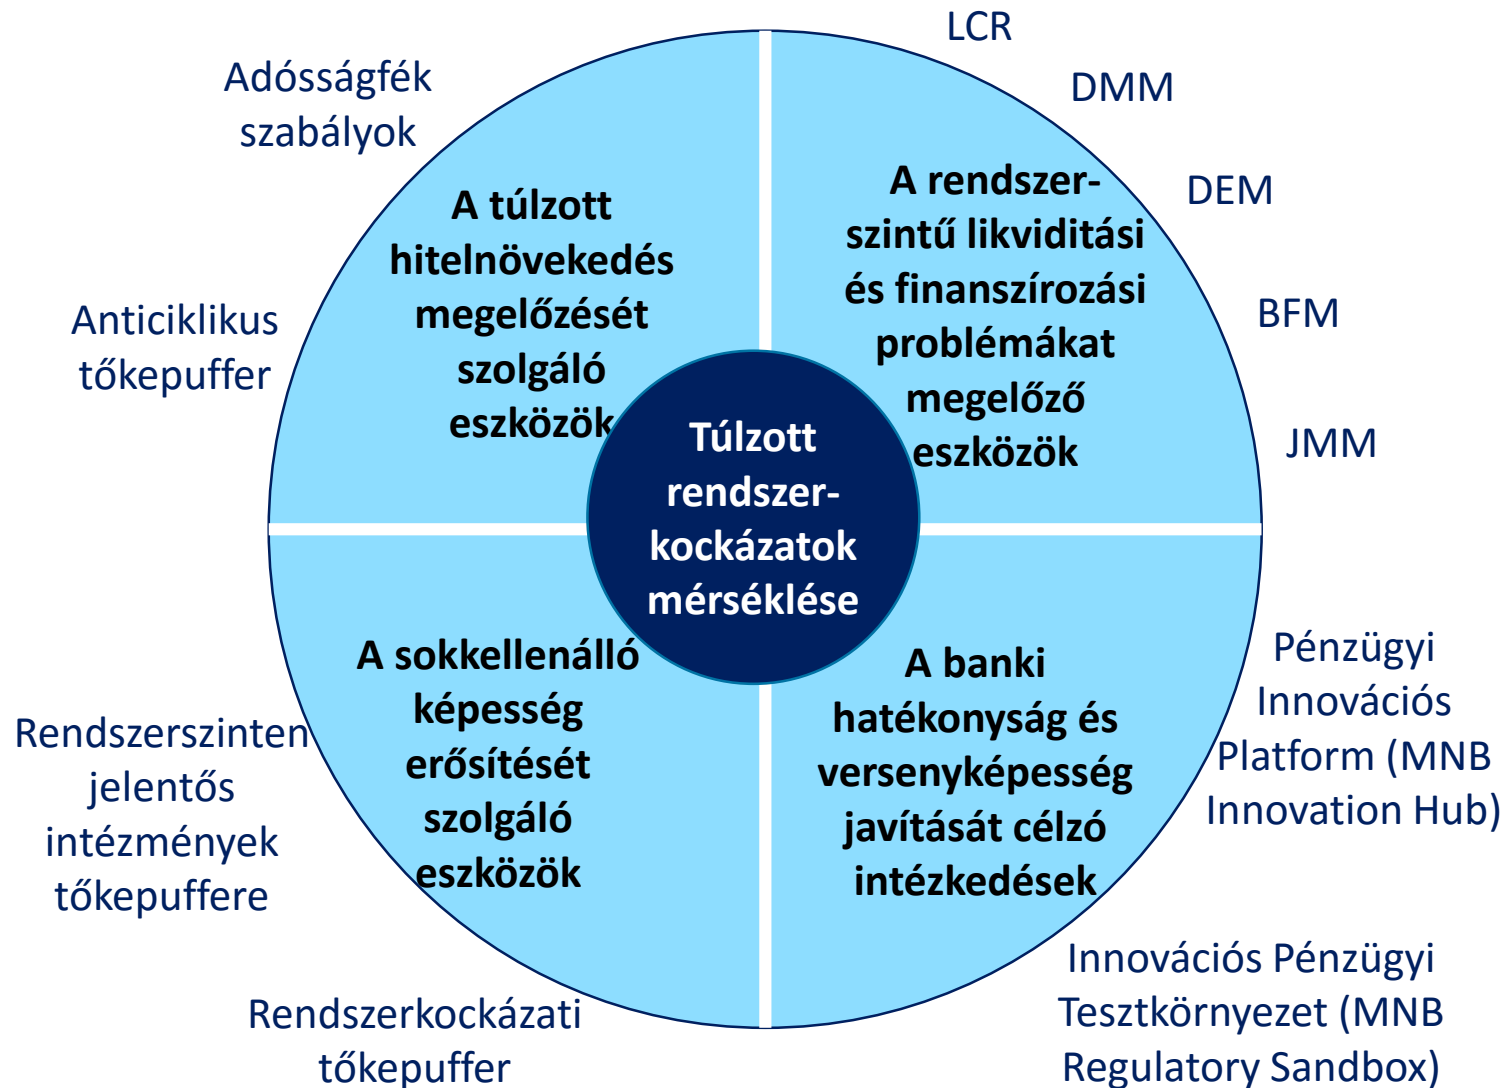 Adósságfék
szabályok
Anticiklikus
tőkepuffer
A túlzott
hitelnövekedés
megelőzését
szolgáló
eszközök
LCR
DMM
DEM
BFM
JMM
A rendszer-
szintű likviditási
és finanszírozási
problémákat
megelőző
eszközök
Túlzott
rendszer-
kockázatok
mérséklése
A sokkellenálló
képesség
erősítését
szolgáló
eszközök
Rendszerszinten
jelentős
intézmények
tőkepuffere
Rendszerkockázati
tőkepuffer
A banki
hatékonyság és
versenyképesség
javítását célzó
intézkedések
Pénzügyi
Innovációs
Platform (MNB
Innovation Hub)
Innovációs Pénzügyi
Tesztkörnyezet (MNB
Regulatory Sandbox)